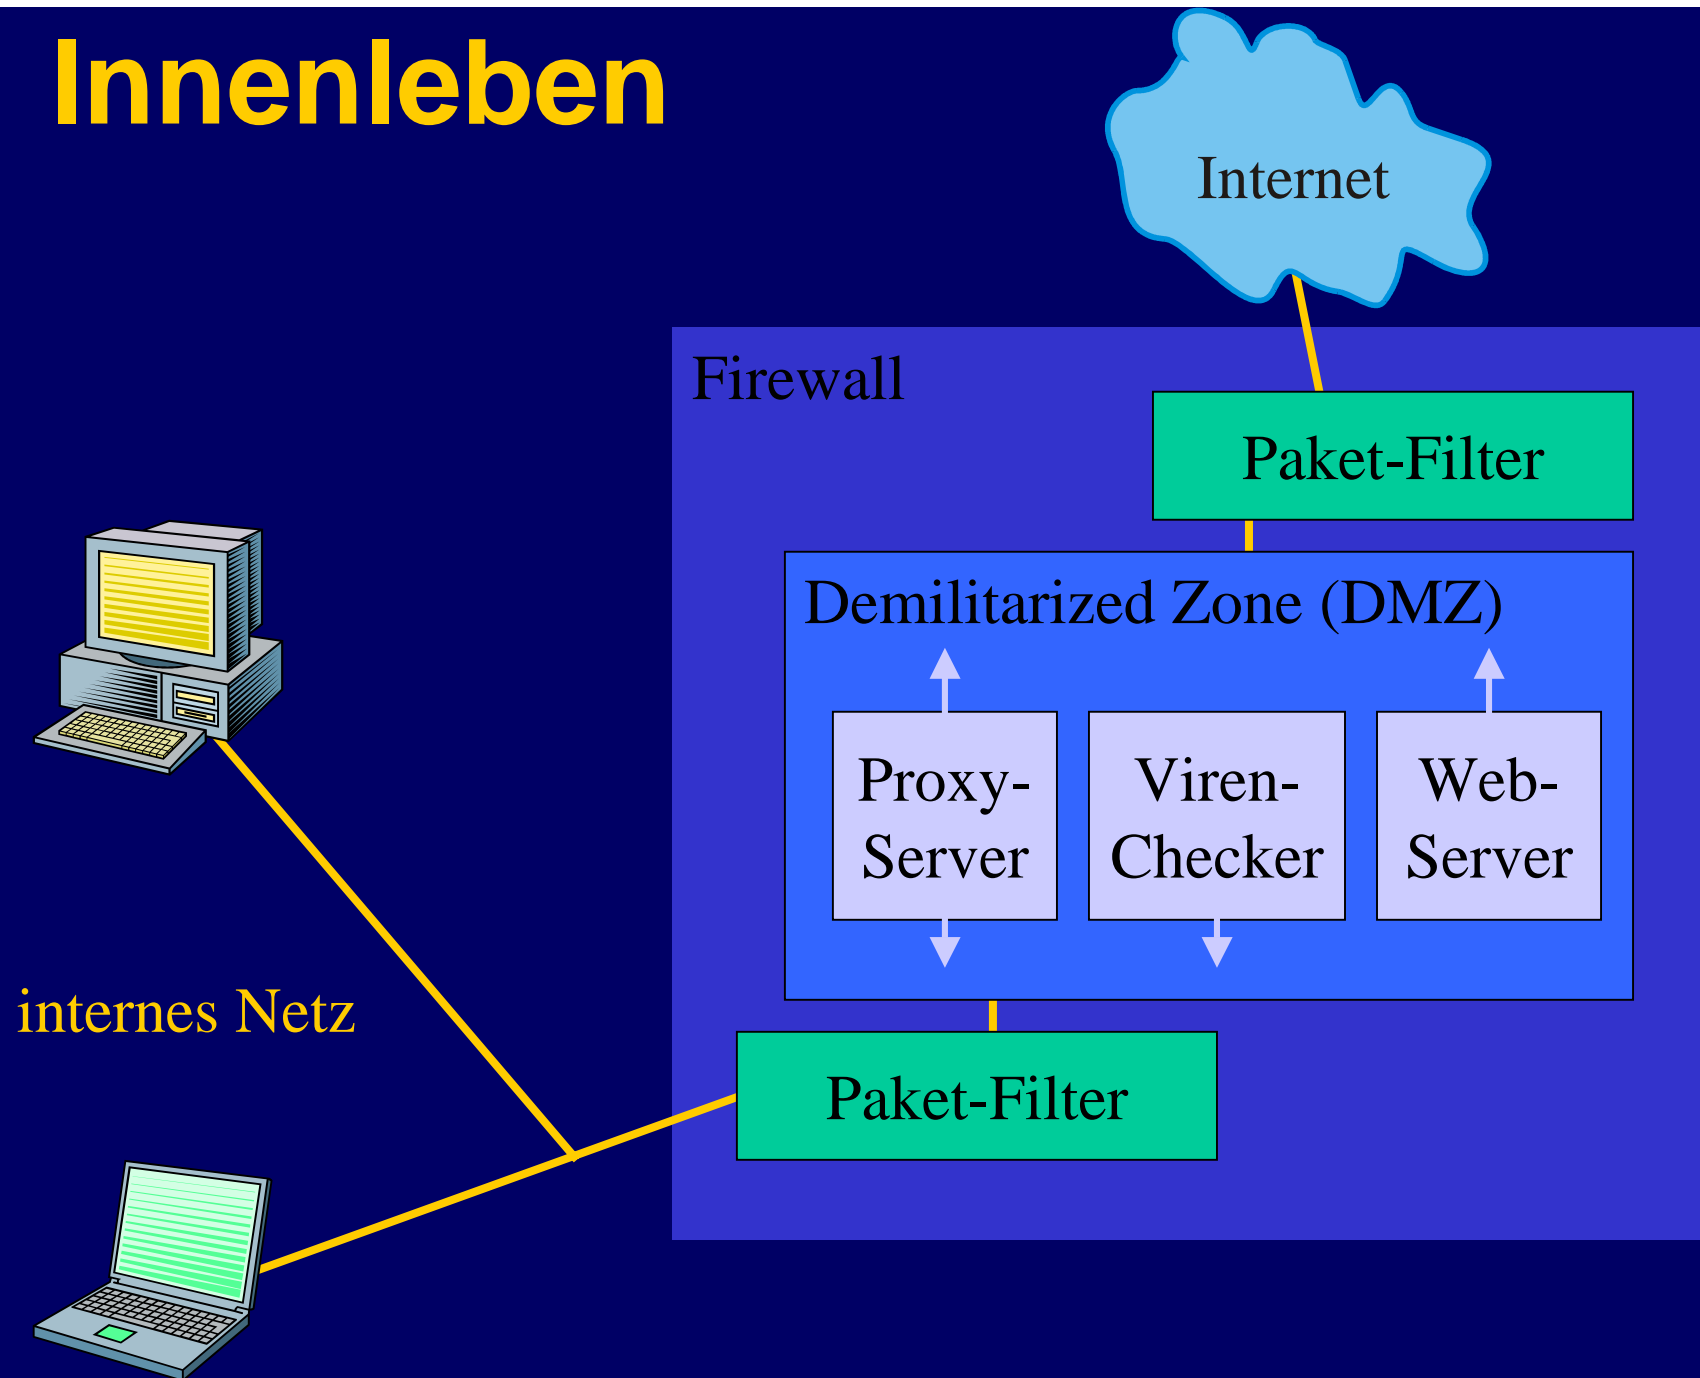 Innenleben
Internet
Firewall
Paket-Filter
Demilitarized Zone (DMZ)
Proxy-
Server
Viren-
Checker
Web-
Server
internes Netz
Paket-Filter